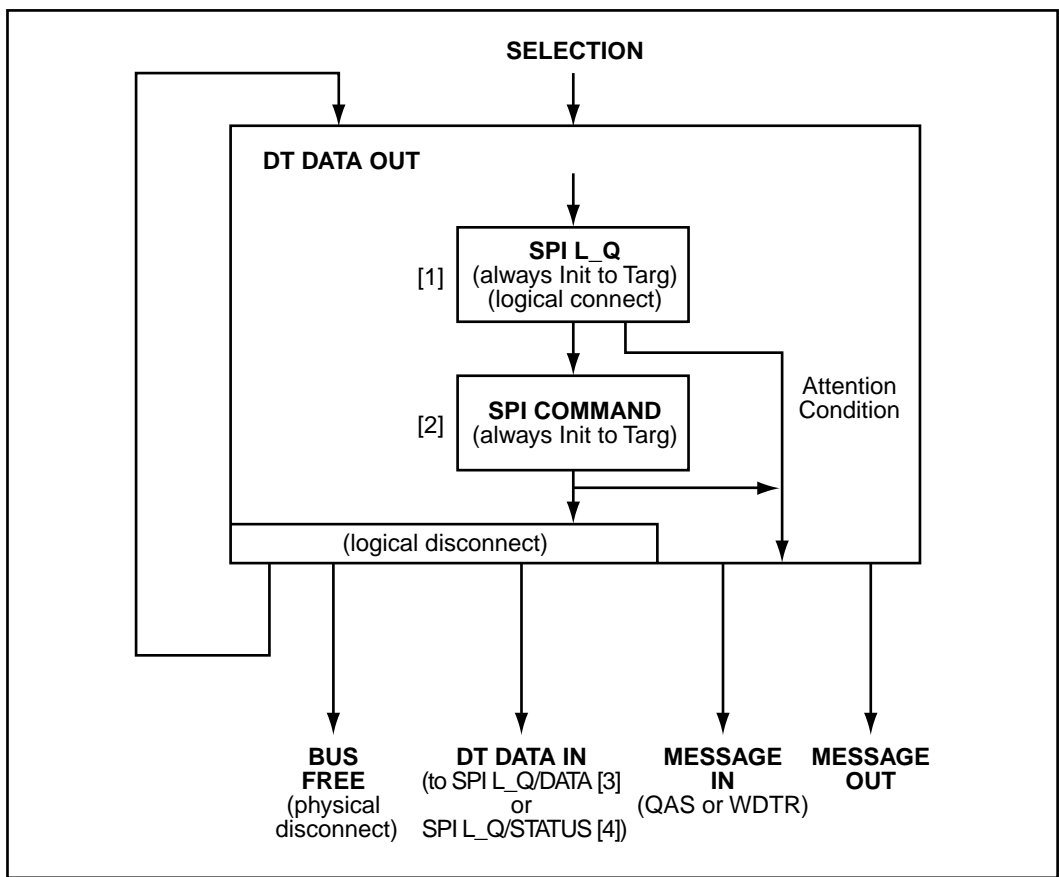 SELECTION
DT DATA OUT
SPI L_Q
[1]
(always Init to Targ)
(logical connect)
Attention
Condition
SPI COMMAND
[2]
(always Init to Targ)
(logical disconnect)
BUS
FREE
(physical
disconnect)
DT DATA IN
(to SPI L_Q/DATA [3]
or
SPI L_Q/STATUS [4])
MESSAGE
IN
(QAS or WDTR)
MESSAGE
OUT